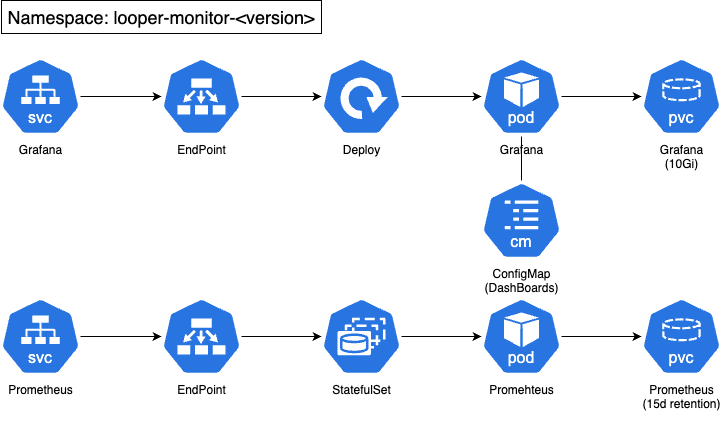 Namespace: looper-monitor-<version>
svc
pod
pvc
Grafana
EndPoint
Deploy
Grafana
Grafana
(10Gi)
cm
ConfigMap
(DashBoards)
svc
pod
pvc
Prometheus
EndPoint
StatefulSet
Promehteus
Prometheus
(15d retention)